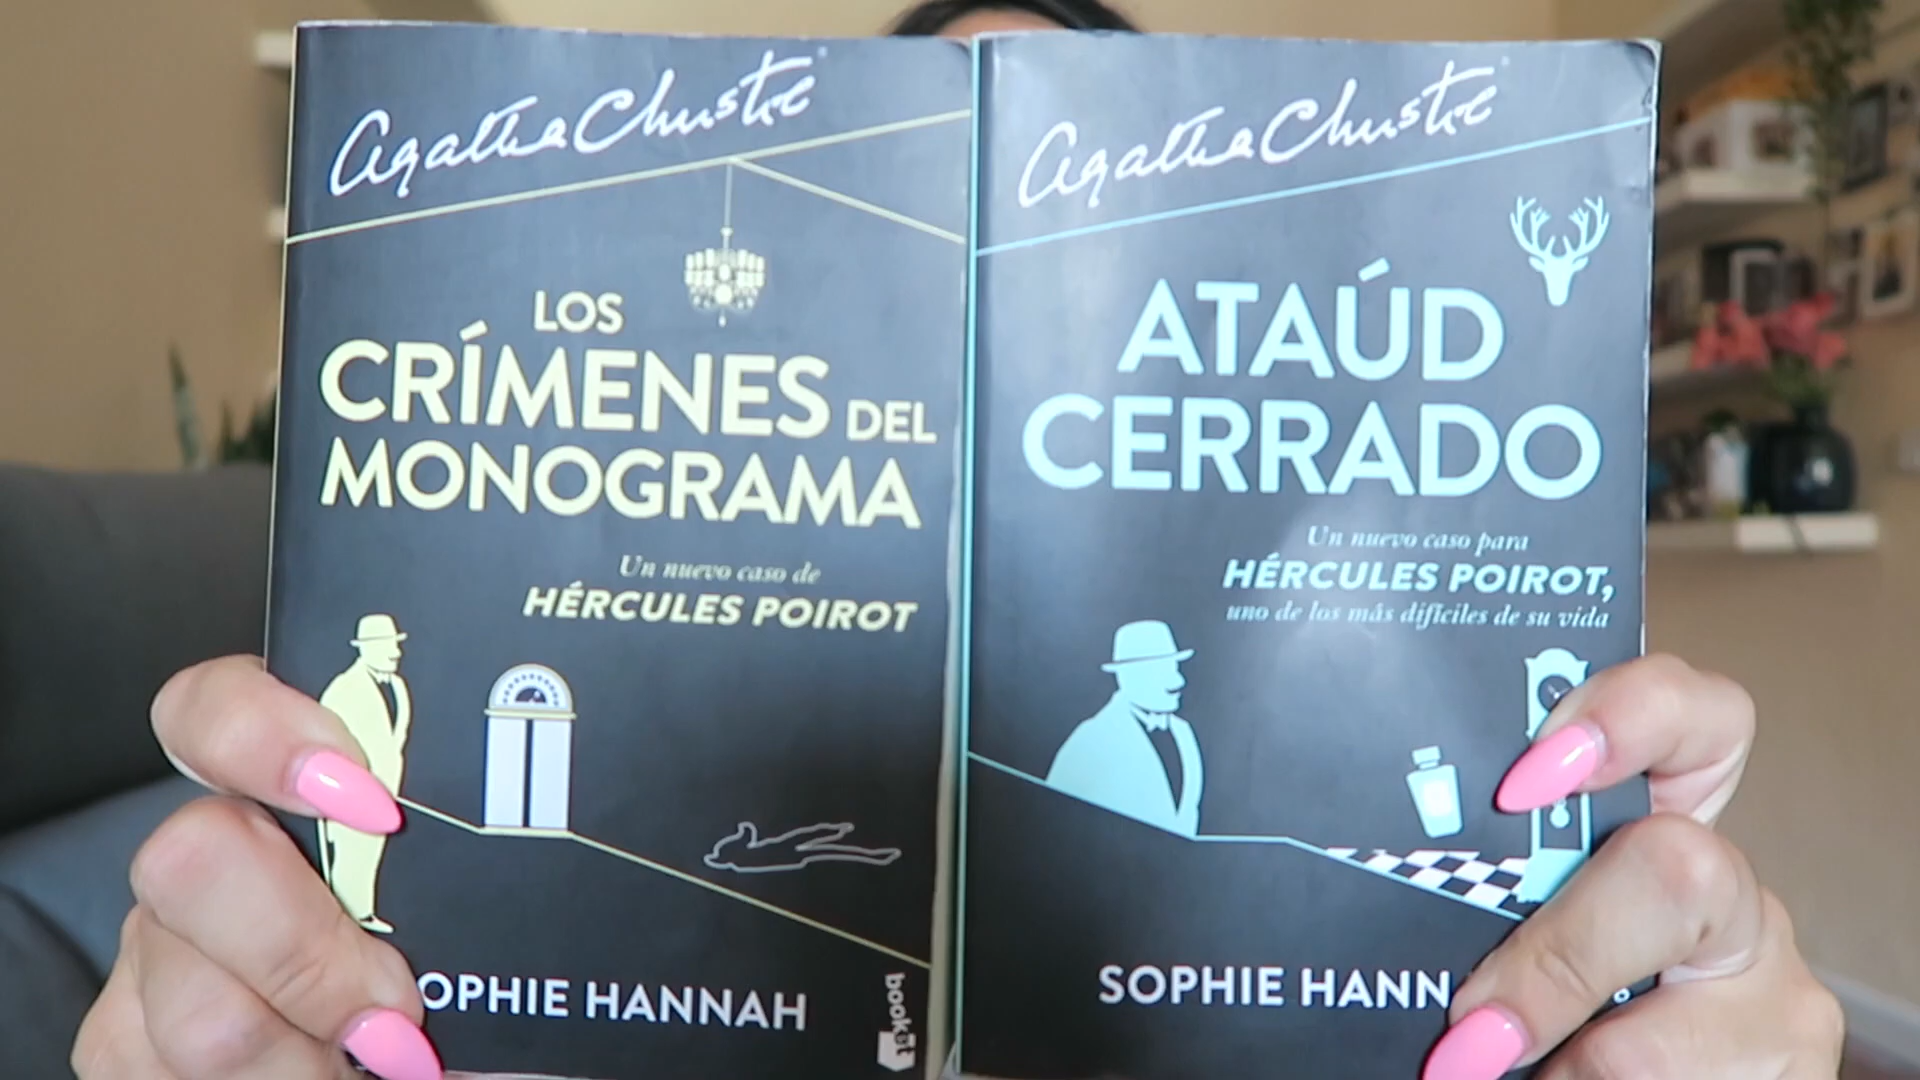 Agatha Christie
LOS
CRÍMENES DEL
MONOGRAMA
Un nuevo caso de
HÉRCULES POIROT
OPHIE HANNAH
booket
Agatha Christie
ATAÚD
CERRADO
Un nuevo caso para
HÉRCULES POIROT,
uno de los más difíciles de su vida
SOPHIE HANN